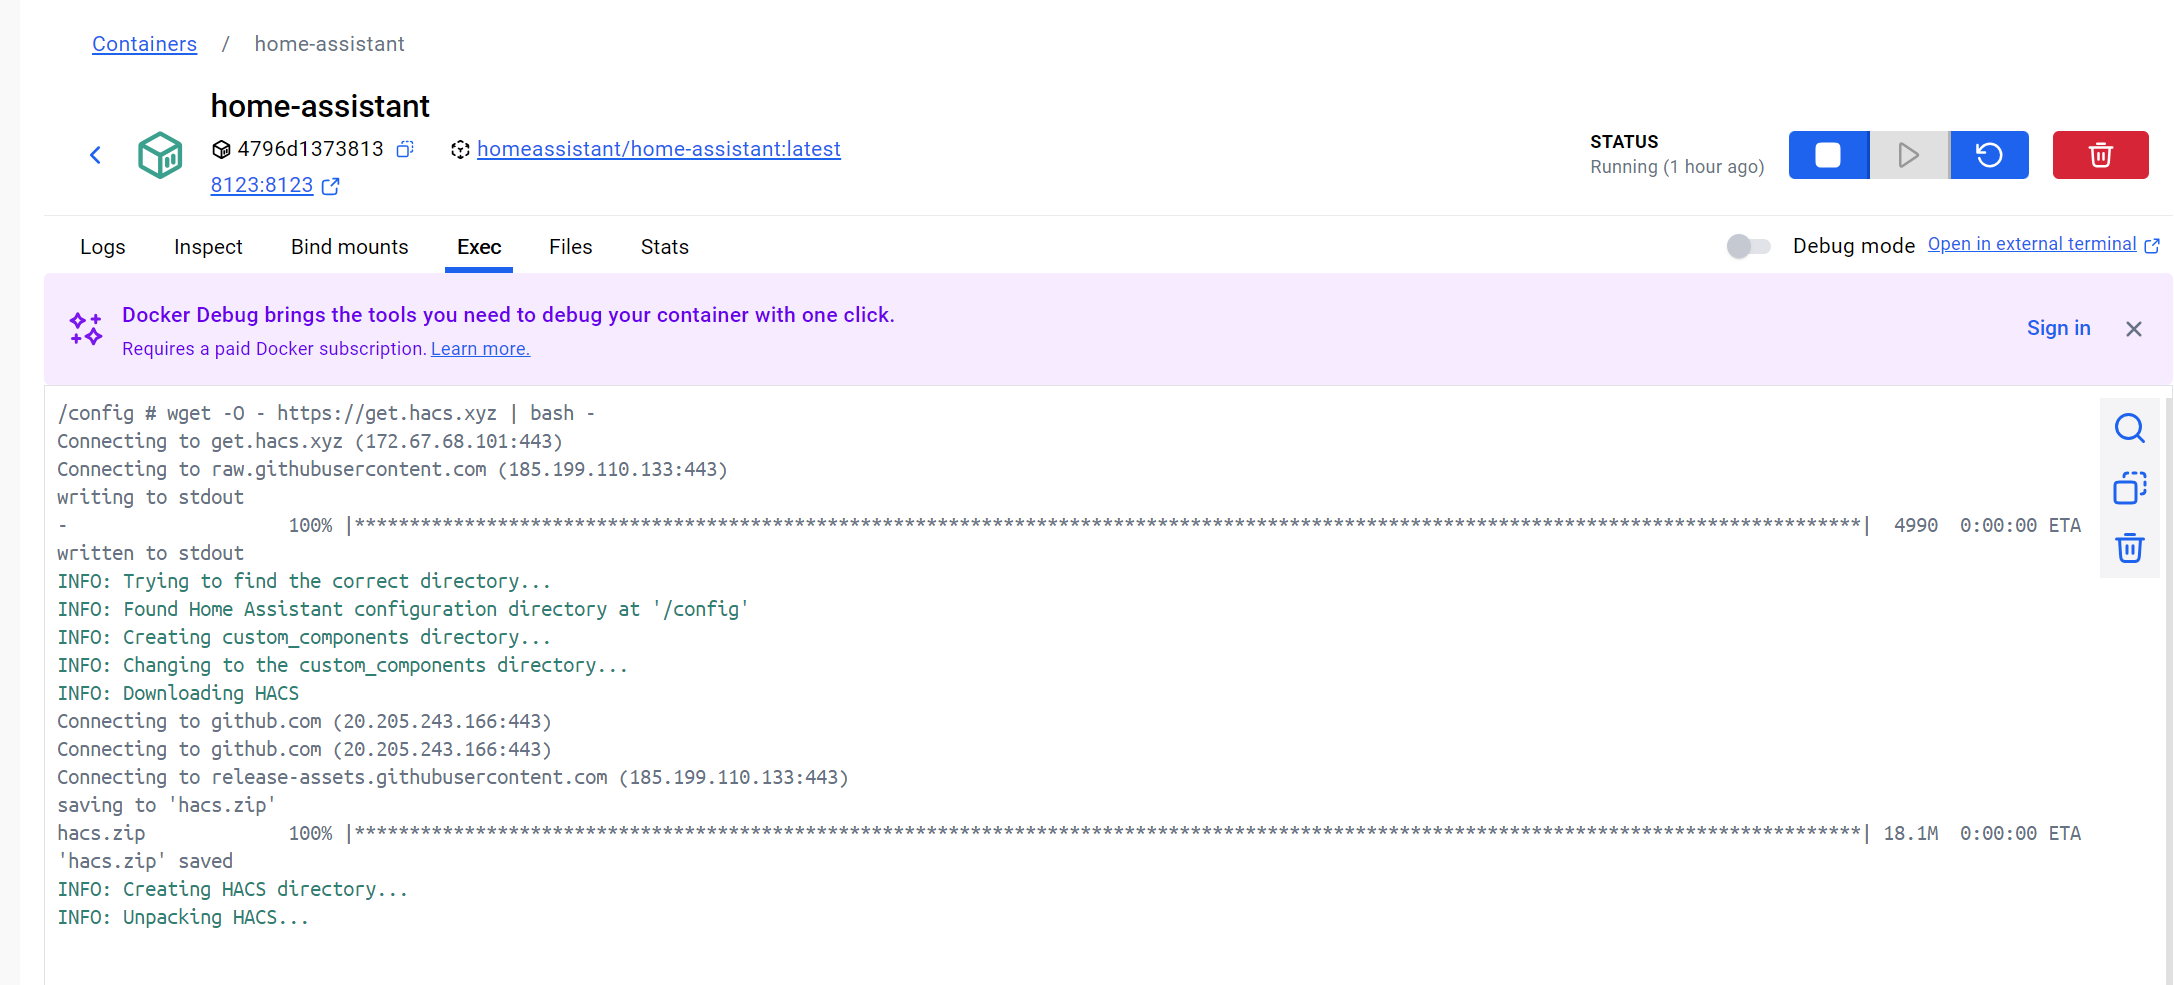 Containers / home-assistant
home-assistant
4796d1373813 homeassistant/home-assistant:latest
8123:8123
STATUS
Running (1 hour ago)
Logs Inspect Bind mounts Exec Files Stats Debug mode Open in external terminal
Docker Debug brings the tools you need to debug your container with one click.
Requires a paid Docker subscription. Learn more.
Sign in
/config # wget -O - https://get.hacs.xyz | bash -
Connecting to get.hacs.xyz (172.67.68.101:443)
Connecting to raw.githubusercontent.com (185.199.110.133:443)
writing to stdout
- 100% |*****************************************************************************************************************************************| 4990 0:00:00 ETA
written to stdout
INFO: Trying to find the correct directory...
INFO: Found Home Assistant configuration directory at '/config'
INFO: Creating custom_components directory...
INFO: Changing to the custom_components directory...
INFO: Downloading HACS
Connecting to github.com (20.205.243.166:443)
Connecting to github.com (20.205.243.166:443)
Connecting to release-assets.githubusercontent.com (185.199.110.133:443)
saving to 'hacs.zip'
hacs.zip 100% |*****************************************************************************************************************************************| 18.1M 0:00:00 ETA
'hacs.zip' saved
INFO: Creating HACS directory...
INFO: Unpacking HACS...